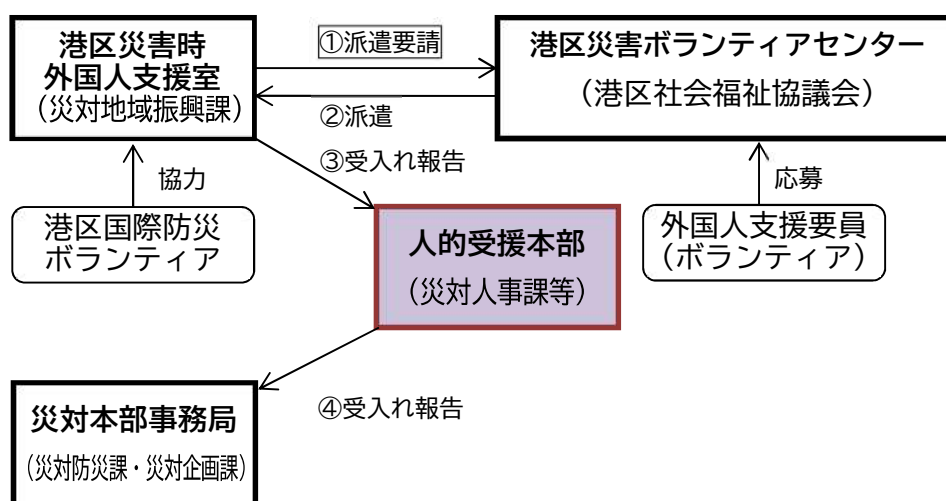 港区災害時
外国人支援室
（災対地域振興課）
①派遣要請
港区災害ボランティアセンター
（港区社会福祉協議会）
②派遣
③受入れ報告
協力
応募
港区国際防災
ボランティア
人的受援本部
（災対人事課等）
外国人支援要員
（ボランティア）
災対本部事務局
（災対防災課・災対企画課）
④受入れ報告